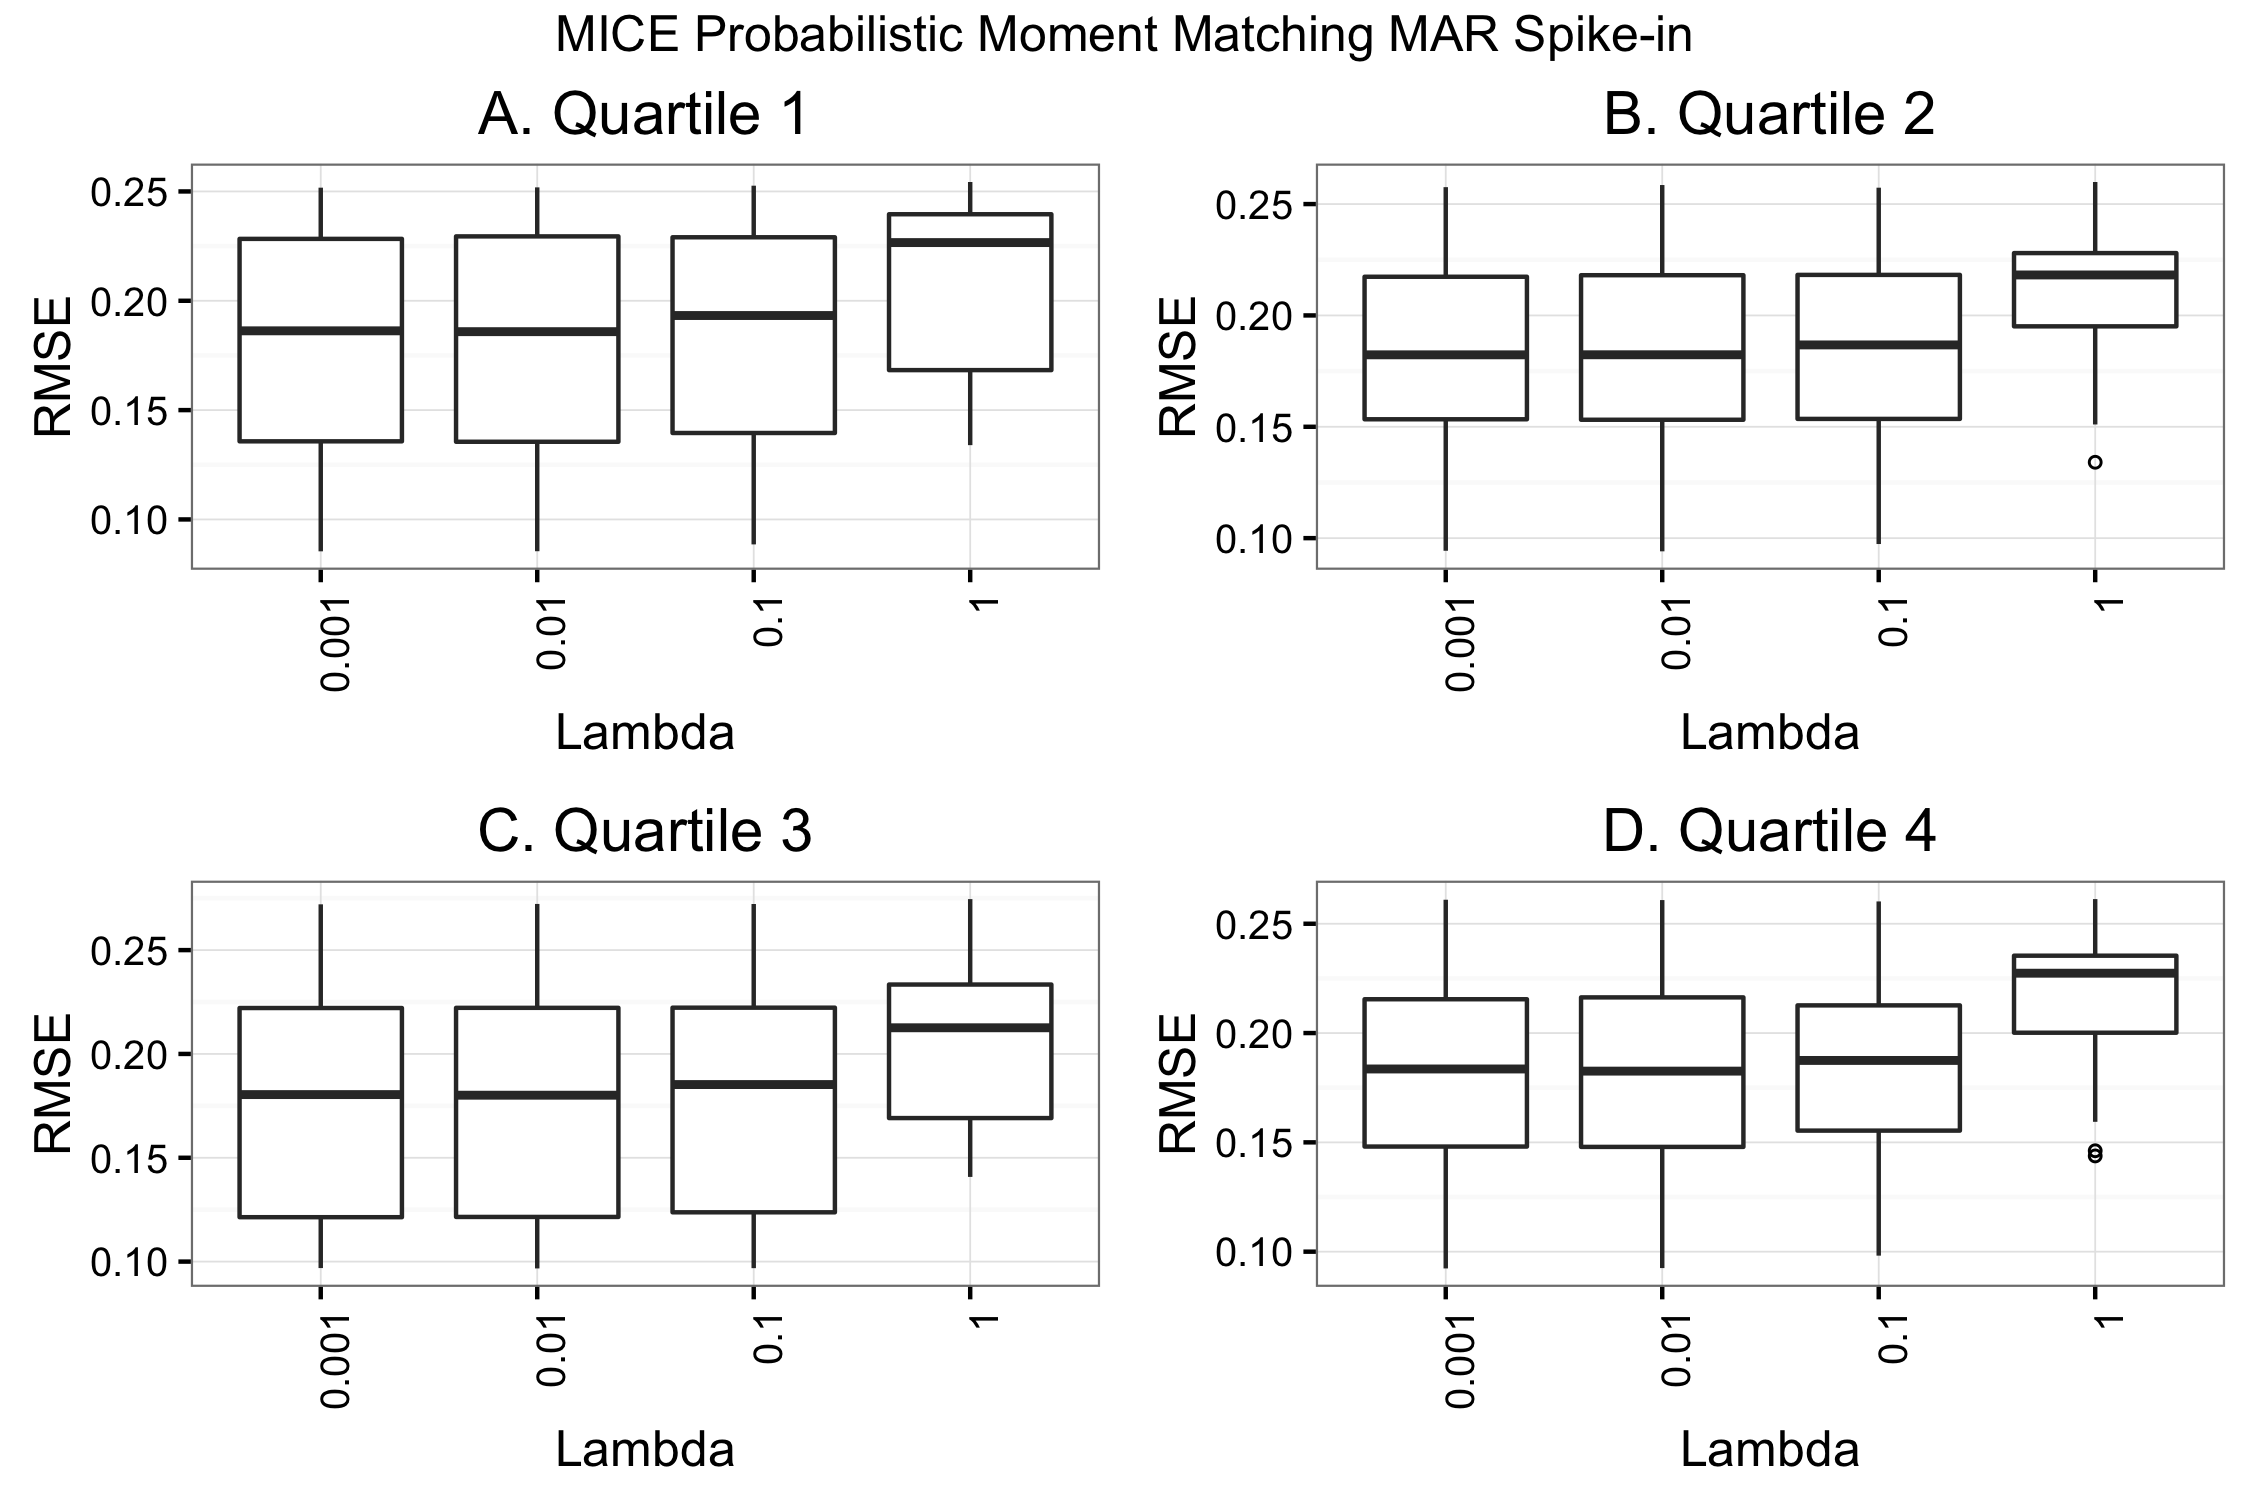 MICE Probabilistic Moment Matching MAR Spike-in
A. Quartile 1
RMSE
0.25
0.20
0.15
0.10
0.001
0.01
0.1
1
Lambda
B. Quartile 2
RMSE
0.25
0.20
0.15
0.10
0.001
0.01
0.1
1
Lambda
C. Quartile 3
RMSE
0.25
0.20
0.15
0.10
0.001
0.01
0.1
1
Lambda
D. Quartile 4
RMSE
0.25
0.20
0.15
0.10
0.001
0.01
0.1
1
Lambda